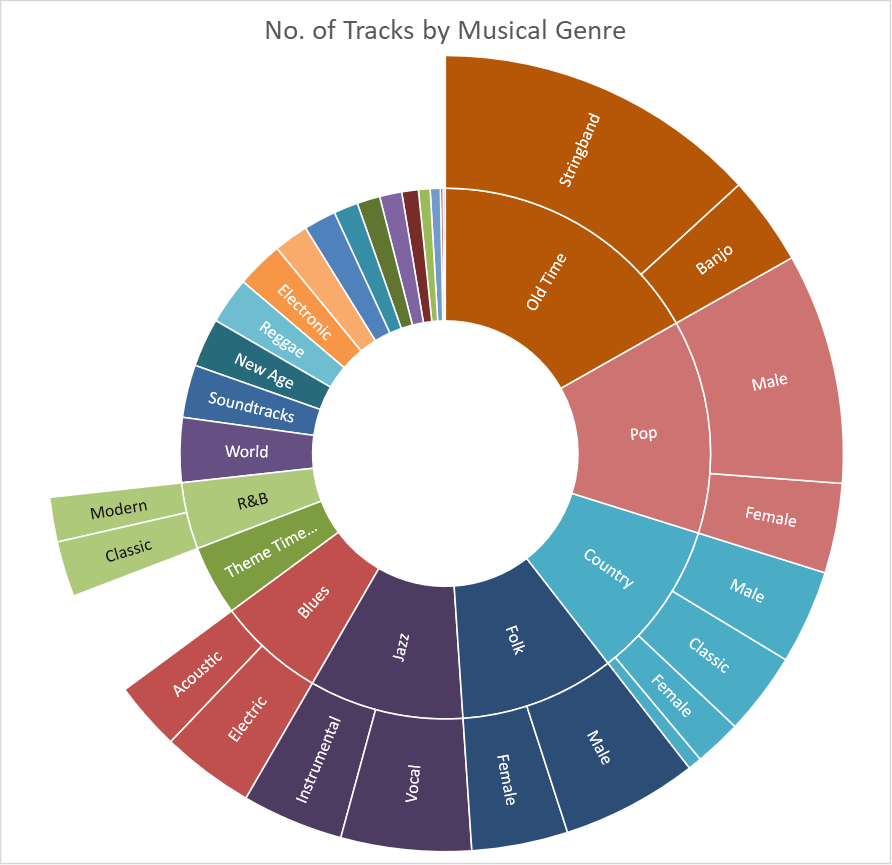 No. of Tracks by Musical Genre
Stringband
Banjo
Old Time
Male
Female
Pop
Male
Classic
Female
Country
Male
Female
Folk
Vocal
Instrumental
Jazz
Electric
Acoustic
Blues
Theme Time...
Classic
Modern
R&B
World
Soundtracks
New Age
Reggae
Electronic